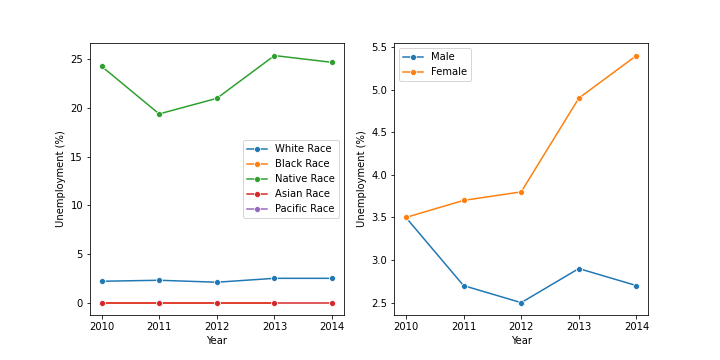 25
20
15
10
5
0
Unemployment (%)
White Race
Black Race
Native Race
Asian Race
Pacific Race
2010 2011 2012 2013 2014
Year
5.5
5.0
4.5
4.0
3.5
3.0
2.5
Unemployment (%)
Male
Female
2010 2011 2012 2013 2014
Year